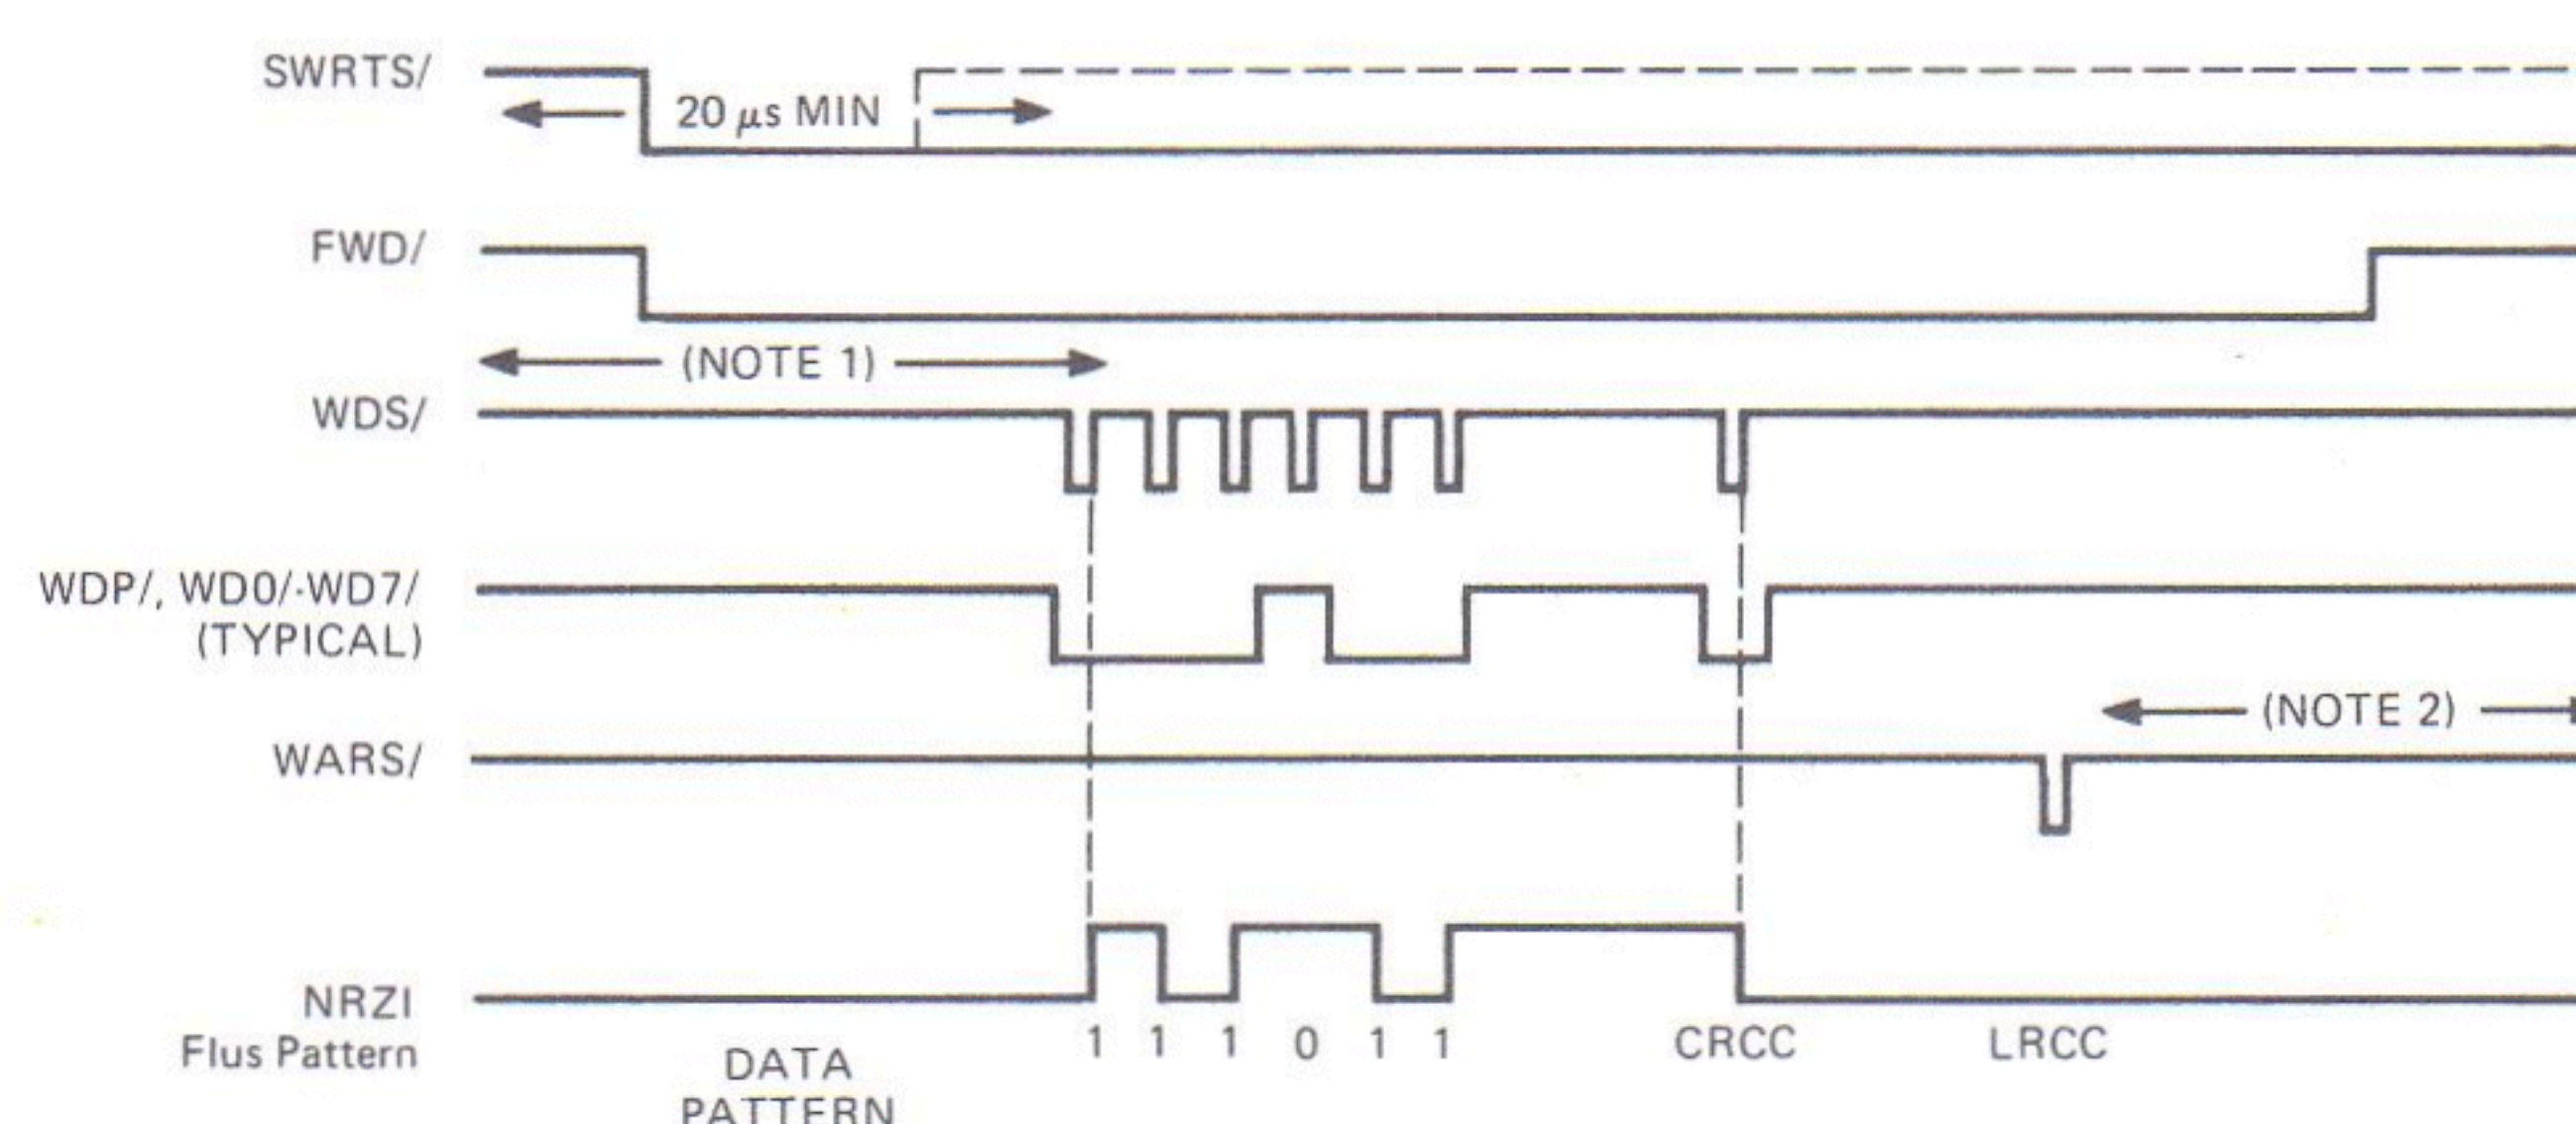 SWRTS/
20 μs MIN
FWD/
(NOTE 1)
WDS/
WDP/, WD0/-WD7/
(TYPICAL)
(NOTE 2)
WARS/
NRZI
Flus Pattern
1 1 1 0 1 1 CRCC LRCC
DATA
PATTERN